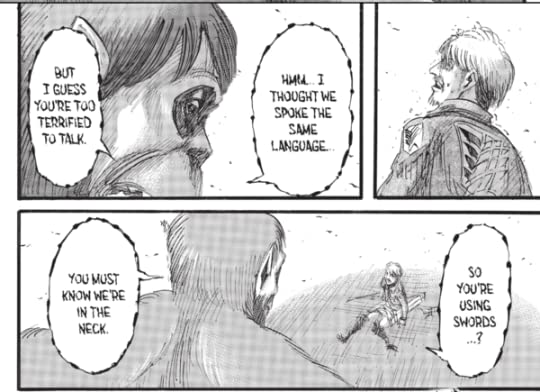 HMM... I
THOUGHT WE
SPOKE THE
SAME
LANGUAGE...
BUT
I GUESS
YOU'RE TOO
TERRIFIED
TO TALK.
SO
YOU'RE
USING
SWORDS
...?
YOU MUST
KNOW WE'RE
IN THE
NECK.